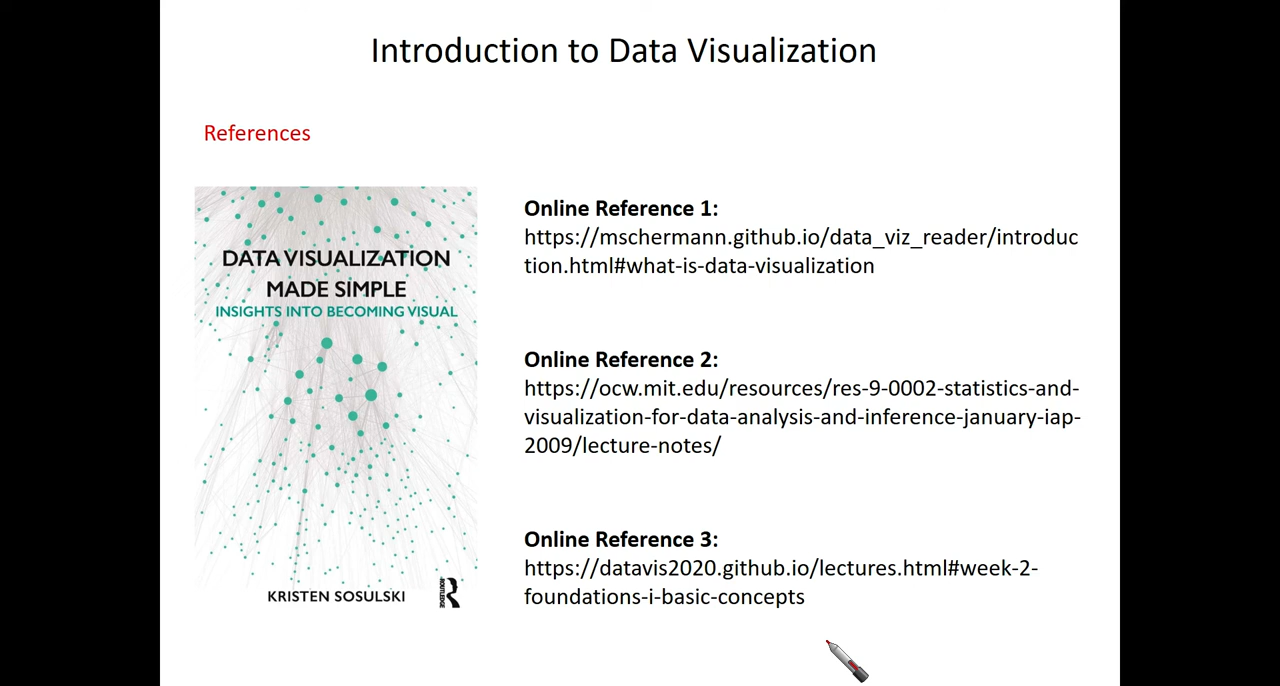 Introduction to Data Visualization
References
DATA VISUALIZATION
MADE SIMPLE
INSIGHTS INTO BECOMING VISUAL
KRISTEN SOSULSKI
ROUTLEDGE
Online Reference 1:
https://mschermann.github.io/data_viz_reader/introduc
tion.html#what-is-data-visualization
Online Reference 2:
https://ocw.mit.edu/resources/res-9-0002-statistics-and-
visualization-for-data-analysis-and-inference-january-iap-
2009/lecture-notes/
Online Reference 3:
https://datavis2020.github.io/lectures.html#week-2-
foundations-i-basic-concepts